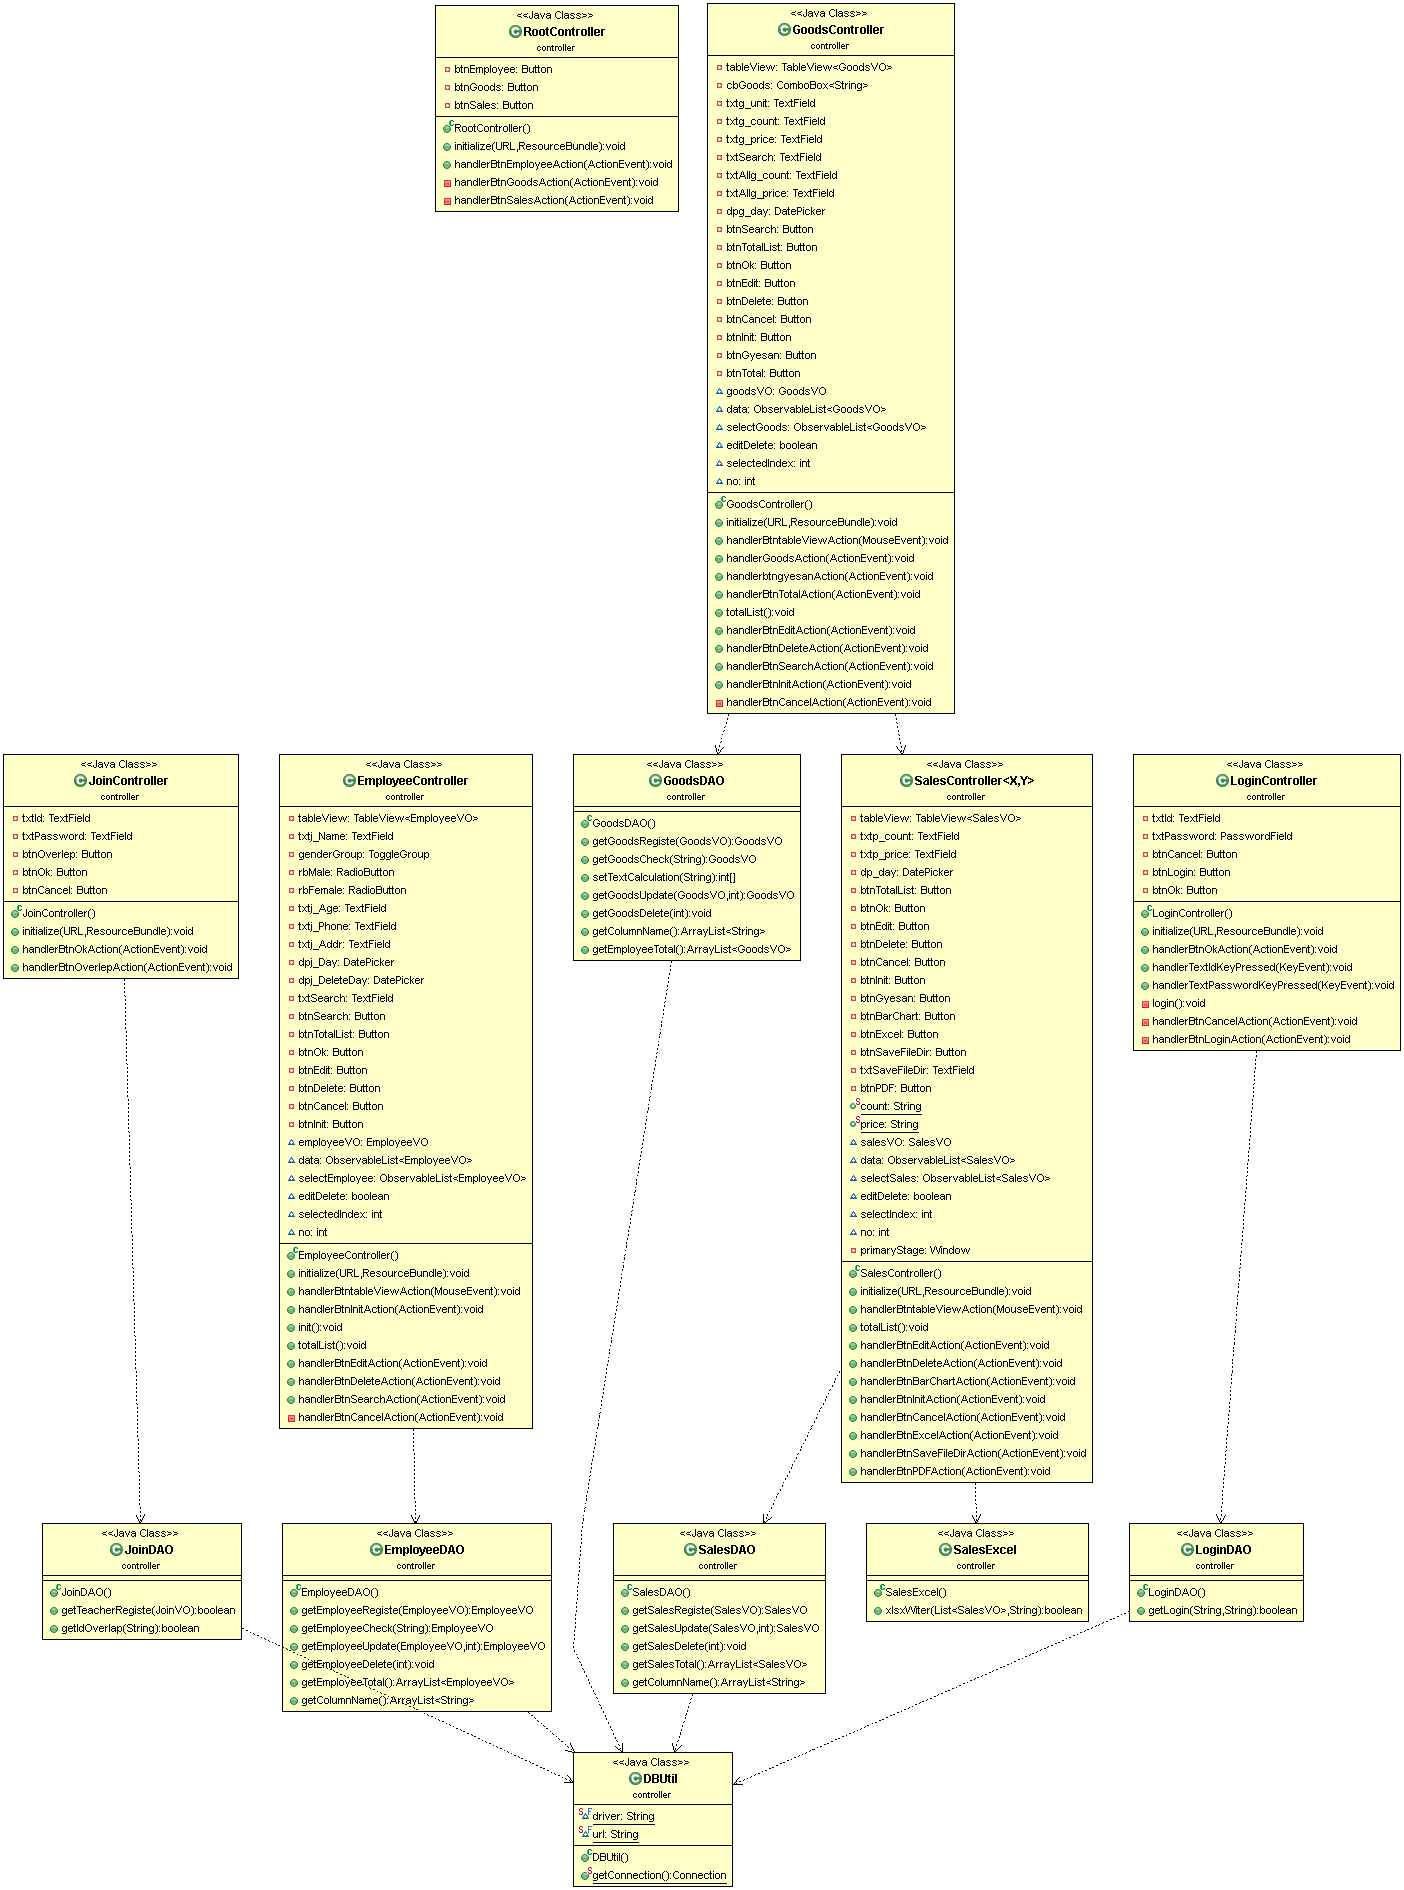 <<Java Class>>
RootController
controller
btnEmployee: Button
btnGoods: Button
btnSales: Button
RootController()
initialize(URL,ResourceBundle):void
handlerBtnEmployeeAction(ActionEvent):void
handlerBtnGoodsAction(ActionEvent):void
handlerBtnSalesAction(ActionEvent):void
<<Java Class>>
GoodsController
controller
tableView: TableView<GoodsVO>
cbGoods: ComboBox<String>
txtg_unit: TextField
txtg_count: TextField
txtg_price: TextField
txtSearch: TextField
txtAllg_count: TextField
txtAllg_price: TextField
dpg_day: DatePicker
btnSearch: Button
btnTotalList: Button
btnOk: Button
btnEdit: Button
btnDelete: Button
btnCancel: Button
btnInit: Button
btnGyesan: Button
btnTotal: Button
goodsVO: GoodsVO
data: ObservableList<GoodsVO>
selectGoods: ObservableList<GoodsVO>
editDelete: boolean
selectedIndex: int
no: int
GoodsController()
initialize(URL,ResourceBundle):void
handlerBtntableViewAction(MouseEvent):void
handlerGoodsAction(ActionEvent):void
handlerbtngyesanAction(ActionEvent):void
handlerBtnTotalAction(ActionEvent):void
totalList():void
handlerBtnEditAction(ActionEvent):void
handlerBtnDeleteAction(ActionEvent):void
handlerBtnSearchAction(ActionEvent):void
handlerBtnInitAction(ActionEvent):void
handlerBtnCancelAction(ActionEvent):void
<<Java Class>>
JoinController
controller
txtId: TextField
txtPassword: TextField
btnOverlep: Button
btnOk: Button
btnCancel: Button
JoinController()
initialize(URL,ResourceBundle):void
handlerBtnOkAction(ActionEvent):void
handlerBtnOverlepAction(ActionEvent):void
<<Java Class>>
EmployeeController
controller
tableView: TableView<EmployeeVO>
txtj_Name: TextField
genderGroup: ToggleGroup
rbMale: RadioButton
rbFemale: RadioButton
txtj_Age: TextField
txtj_Phone: TextField
txtj_Addr: TextField
dpj_Day: DatePicker
dpj_DeleteDay: DatePicker
txtSearch: TextField
btnSearch: Button
btnTotalList: Button
btnOk: Button
btnEdit: Button
btnDelete: Button
btnCancel: Button
btnInit: Button
employeeVO: EmployeeVO
data: ObservableList<EmployeeVO>
selectEmployee: ObservableList<EmployeeVO>
editDelete: boolean
selectedIndex: int
no: int
EmployeeController()
initialize(URL,ResourceBundle):void
handlerBtntableViewAction(MouseEvent):void
handlerBtnInitAction(ActionEvent):void
init():void
totalList():void
handlerBtnEditAction(ActionEvent):void
handlerBtnDeleteAction(ActionEvent):void
handlerBtnSearchAction(ActionEvent):void
handlerBtnCancelAction(ActionEvent):void
<<Java Class>>
GoodsDAO
controller
GoodsDAO()
getGoodsRegiste(GoodsVO):GoodsVO
getGoodsCheck(String):GoodsVO
setTextCalculation(String):int[]
getGoodsUpdate(GoodsVO,int):GoodsVO
getGoodsDelete(int):void
getColumnName():ArrayList<String>
getEmployeeTotal():ArrayList<GoodsVO>
<<Java Class>>
SalesController<X,Y>
controller
tableView: TableView<SalesVO>
txtp_count: TextField
txtp_price: TextField
dp_day: DatePicker
btnTotalList: Button
btnOk: Button
btnEdit: Button
btnDelete: Button
btnCancel: Button
btnInit: Button
btnGyesan: Button
btnBarChart: Button
btnExcel: Button
btnSaveFileDir: Button
txtSaveFileDir: TextField
btnPDF: Button
count: String
price: String
salesVO: SalesVO
data: ObservableList<SalesVO>
selectSales: ObservableList<SalesVO>
editDelete: boolean
selectIndex: int
no: int
primaryStage: Window
SalesController()
initialize(URL,ResourceBundle):void
handlerBtntableViewAction(MouseEvent):void
totalList():void
handlerBtnEditAction(ActionEvent):void
handlerBtnDeleteAction(ActionEvent):void
handlerBtnBarChartAction(ActionEvent):void
handlerBtnInitAction(ActionEvent):void
handlerBtnCancelAction(ActionEvent):void
handlerBtnExcelAction(ActionEvent):void
handlerBtnSaveFileDirAction(ActionEvent):void
handlerBtnPDFAction(ActionEvent):void
<<Java Class>>
LoginController
controller
txtId: TextField
txtPassword: PasswordField
btnCancel: Button
btnLogin: Button
btnOk: Button
LoginController()
initialize(URL,ResourceBundle):void
handlerBtnOkAction(ActionEvent):void
handlerTextIdKeyPressed(KeyEvent):void
handlerTextPasswordKeyPressed(KeyEvent):void
login():void
handlerBtnCancelAction(ActionEvent):void
handlerBtnLoginAction(ActionEvent):void
<<Java Class>>
JoinDAO
controller
JoinDAO()
getTeacherRegiste(JoinVO):boolean
getIdOverlap(String):boolean
<<Java Class>>
EmployeeDAO
controller
EmployeeDAO()
getEmployeeRegiste(EmployeeVO):EmployeeVO
getEmployeeCheck(String):EmployeeVO
getEmployeeUpdate(EmployeeVO,int):EmployeeVO
getEmployeeDelete(int):void
getEmployeeTotal():ArrayList<EmployeeVO>
getColumnName():ArrayList<String>
<<Java Class>>
SalesDAO
controller
SalesDAO()
getSalesRegiste(SalesVO):SalesVO
getSalesUpdate(SalesVO,int):SalesVO
getSalesDelete(int):void
getSalesTotal():ArrayList<SalesVO>
getColumnName():ArrayList<String>
<<Java Class>>
SalesExcel
controller
SalesExcel()
xlsxWiter(List<SalesVO>,String):boolean
<<Java Class>>
LoginDAO
controller
LoginDAO()
getLogin(String,String):boolean
<<Java Class>>
DBUtil
controller
driver: String
url: String
DBUtil()
getConnection():Connection